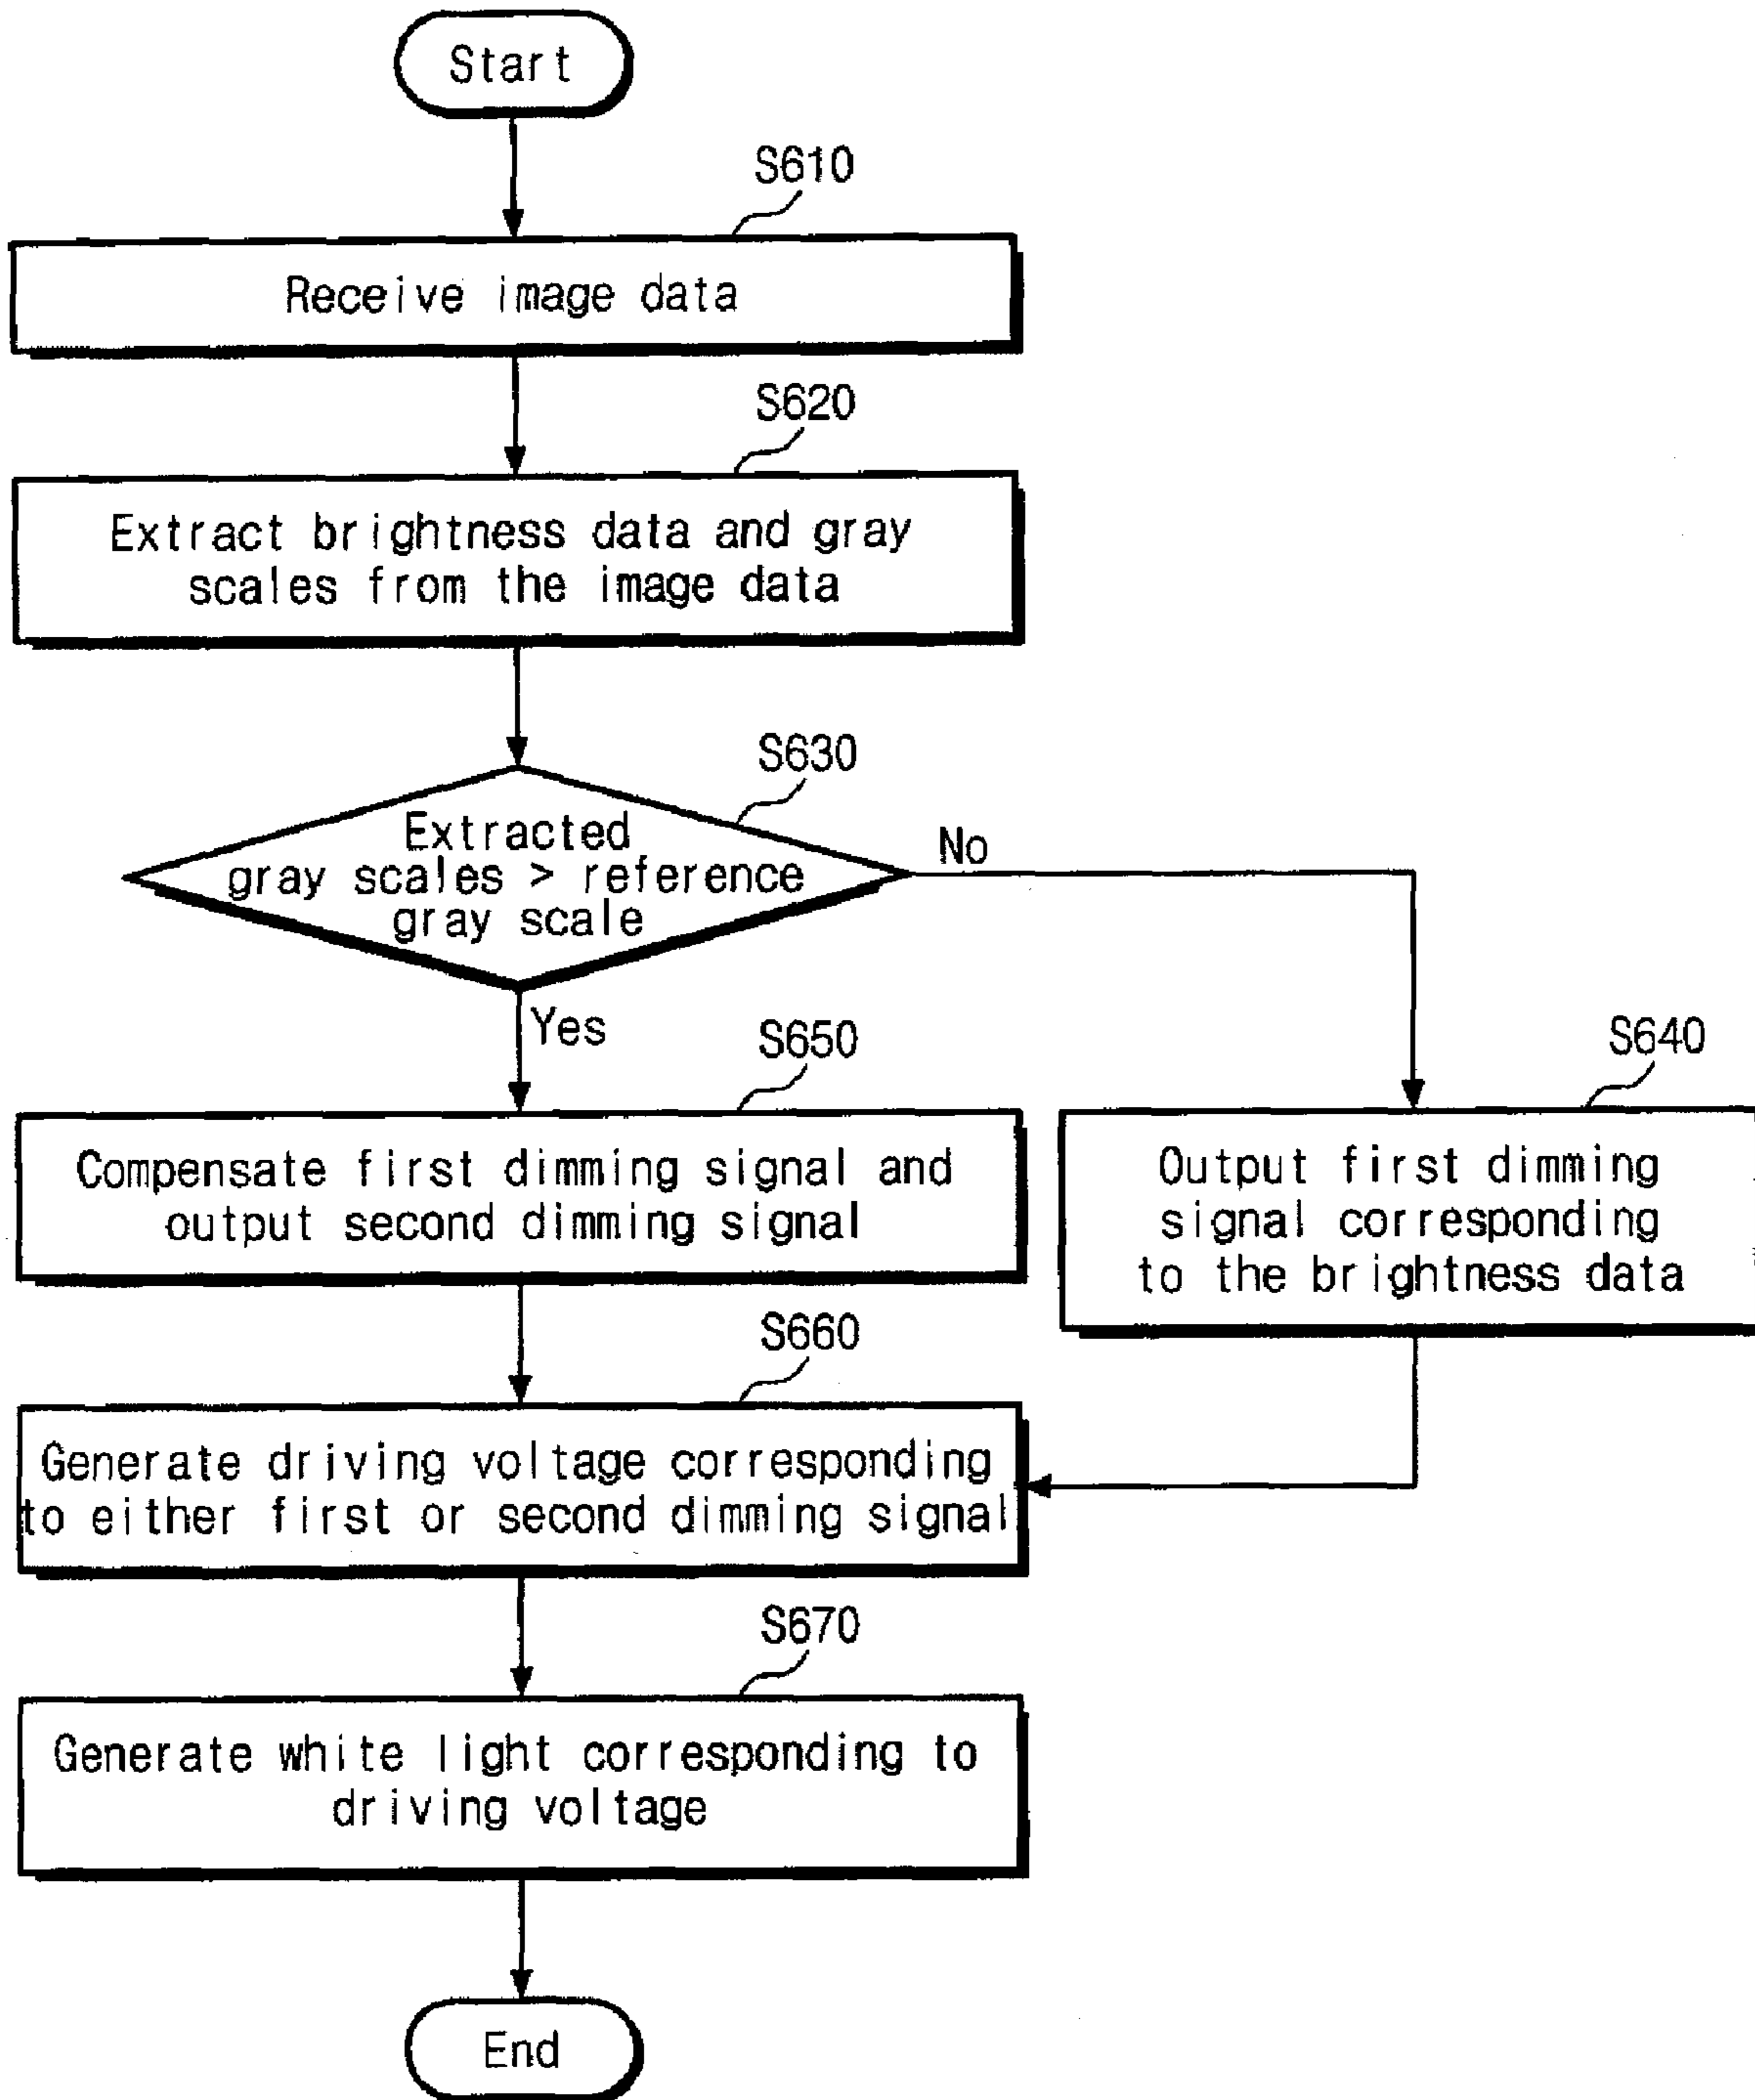 Start
S610
Receive image data
S620
Extract brightness data and gray
scales from the image data
S630
Extracted
gray scales > reference
gray scale
No
Yes
S650
Compensate first dimming signal and
output second dimming signal
S640
Output first dimming
signal corresponding
to the brightness data
S660
Generate driving voltage corresponding
to either first or second dimming signal
S670
Generate white light corresponding to
driving voltage
End